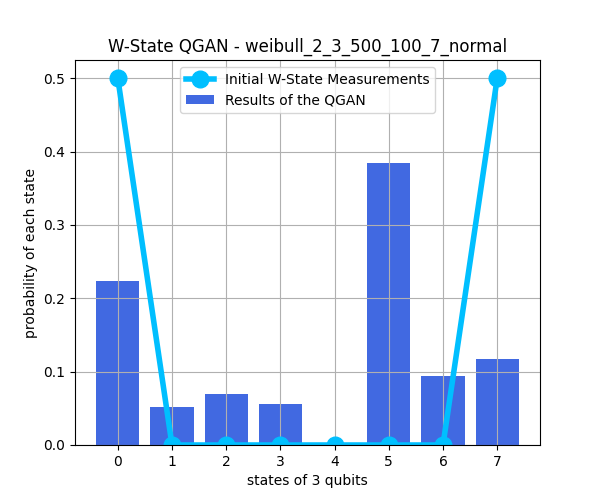 W-State QGAN - weibull_2_3_500_100_7_normal
Initial W-State Measurements
Results of the QGAN
probability of each state
0.5
0.4
0.3
0.2
0.1
0.0
0 1 2 3 4 5 6 7
states of 3 qubits